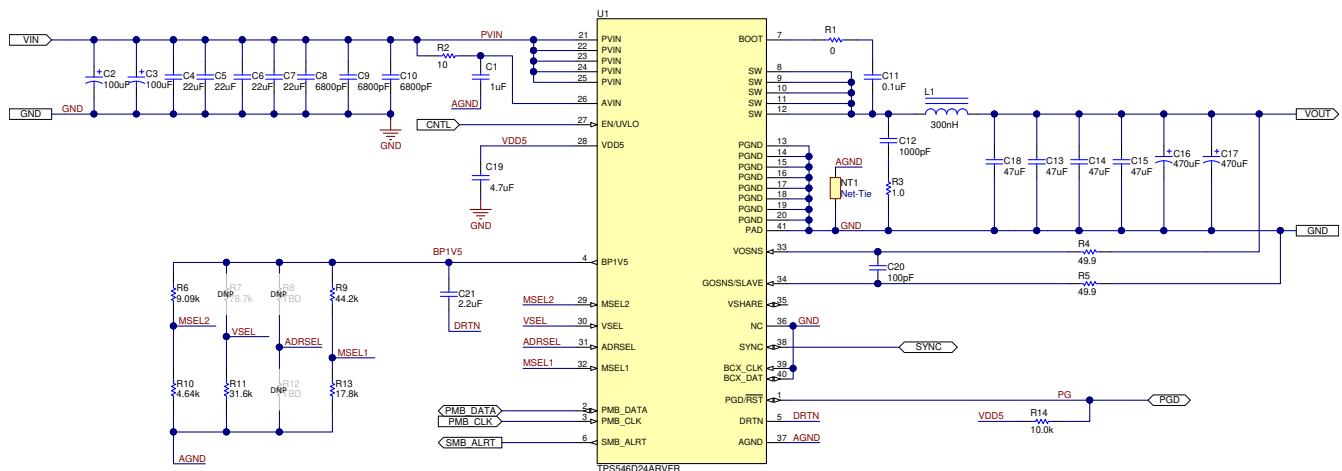 U1
VIN
PVIN
21 PVIN
22 PVIN
23 PVIN
24 PVIN
25 PVIN
26 AVIN
27 EN/UVLO
28 VDD5
4 BP1V5
29 MSEL2
30 VSEL
31 ADRSEL
32 MSEL1
2 PMB_DATA
3 PMB_CLK
6 SMB_ALRT
BOOT 7
SW 8
SW 9
SW 10
SW 11
SW 12
PGND 13
PGND 14
PGND 15
PGND 16
PGND 17
PGND 18
PGND 19
PGND 20
PAD 41
VOSNS 33
GOSNS/SLAVE 34
VSHARE 35
NC 36
SYNC 38
BCX_CLK 39
BCX_DAT 40
PGD/RST 1
DRTN 5
AGND 37
TPS546D24ARVER
C2
100uF
C3
100uF
C4
22uF
C5
22uF
C6
22uF
C7
22uF
C8
6800pF
C9
6800pF
C10
6800pF
GND
GND
GND
R2
10
C1
1uF
AGND
CNTL
VDD5
C19
4.7uF
GND
BP1V5
C21
2.2uF
DRTN
R6
9.09k
R7
78.7k
DNP
R8
TBD
DNP
R9
44.2k
MSEL2
VSEL
ADRSEL
MSEL1
R10
4.64k
R11
31.6k
R12
TBD
DNP
R13
17.8k
AGND
MSEL2
VSEL
ADRSEL
MSEL1
PMB_DATA
PMB_CLK
SMB_ALRT
R1
0
C11
0.1uF
L1
300nH
VOUT
C12
1000pF
R3
1.0
C18
47uF
C13
47uF
C14
47uF
C15
47uF
C16
470uF
C17
470uF
AGND
NT1
Net-Tie
GND
GND
R4
49.9
C20
100pF
R5
49.9
GND
SYNC
PG
PGD
VDD5
R14
10.0k
DRTN
AGND